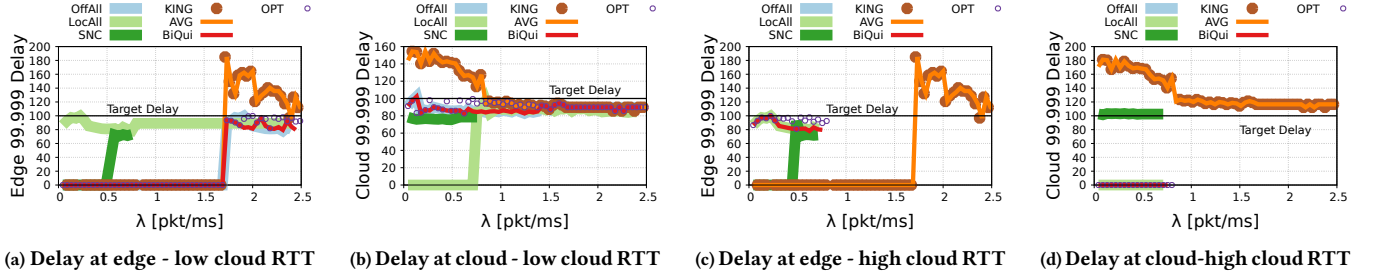 OffAll KING OPT
LocAll AVG
SNC BiQui
Edge 99.999 Delay
200
180
160
140
120
100
80
60
40
20
0
Target Delay
0 0.5 1 1.5 2 2.5
λ [pkt/ms]
(a) Delay at edge - low cloud RTT
OffAll KING OPT
LocAll AVG
SNC BiQui
Cloud 99.999 Delay
160
140
120
100
80
60
40
20
0
Target Delay
0 0.5 1 1.5 2 2.5
λ [pkt/ms]
(b) Delay at cloud - low cloud RTT
OffAll KING OPT
LocAll AVG
SNC BiQui
Edge 99.999 Delay
200
180
160
140
120
100
80
60
40
20
0
Target Delay
0 0.5 1 1.5 2 2.5
λ [pkt/ms]
(c) Delay at edge - high cloud RTT
OffAll KING OPT
LocAll AVG
SNC BiQui
Cloud 99.999 Delay
200
180
160
140
120
100
80
60
40
20
0
Target Delay
0 0.5 1 1.5 2 2.5
λ [pkt/ms]
(d) Delay at cloud-high cloud RTT